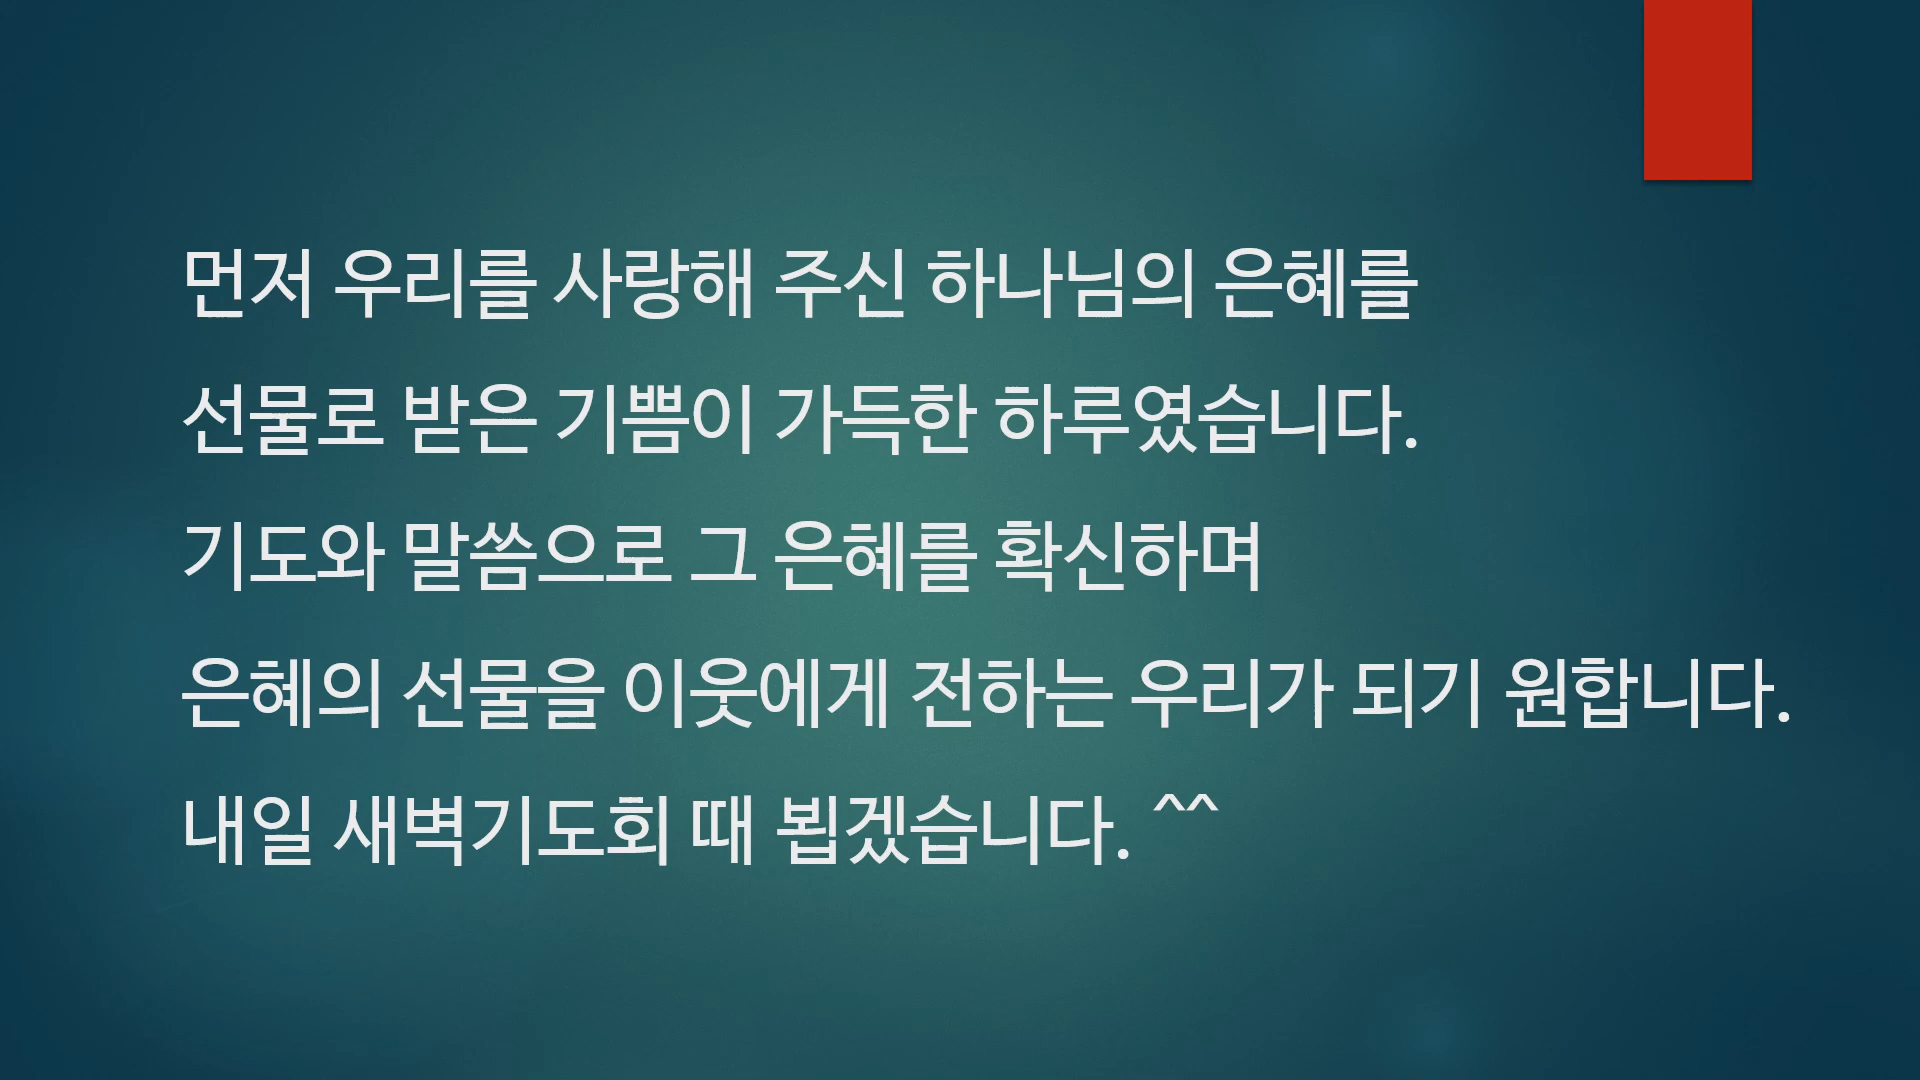 먼저 우리를 사랑해 주신 하나님의 은혜를
선물로 받은 기쁨이 가득한 하루였습니다.
기도와 말씀으로 그 은혜를 확신하며
은혜의 선물을 이웃에게 전하는 우리가 되기 원합니다.
내일 새벽기도회 때 뵙겠습니다. ^^